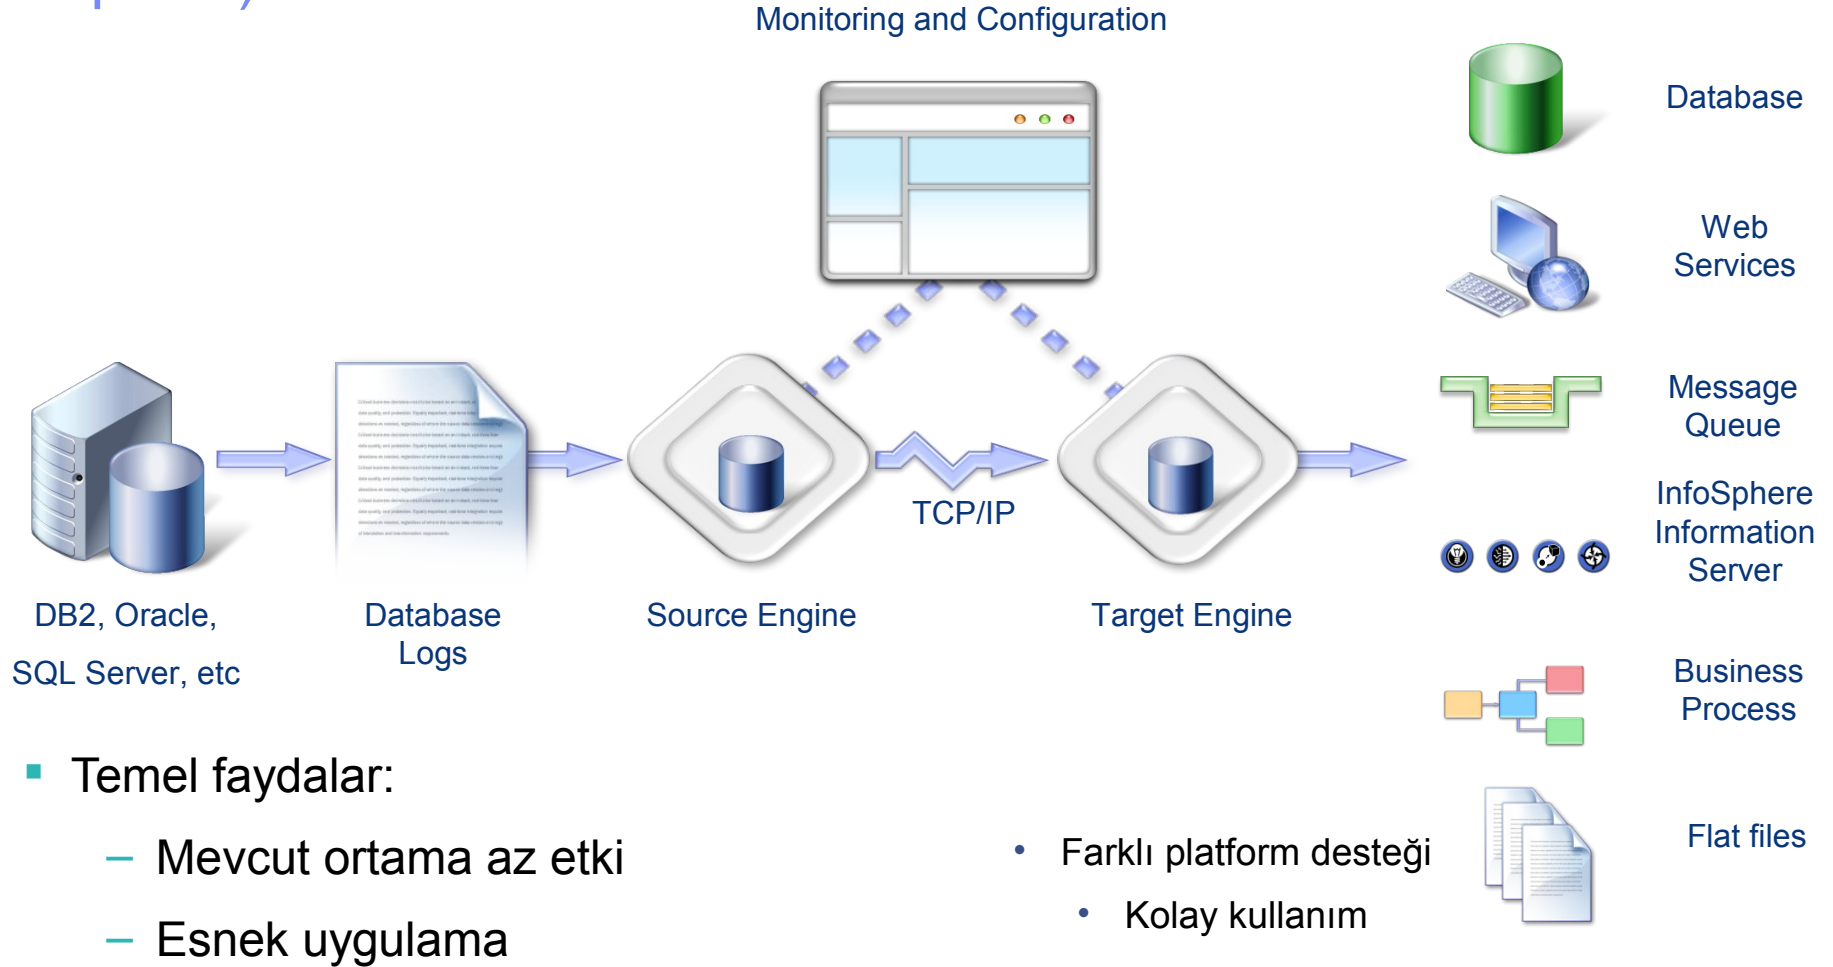 Monitoring and Configuration
Database
Web
Services
Message
Queue
InfoSphere
Information
Server
TCP/IP
DB2, Oracle,
SQL Server, etc
Database
Logs
Source Engine
Target Engine
Business
Process
Flat files
Temel faydalar:
– Mevcut ortama az etki
– Esnek uygulama
• Farklı platform desteği
• Kolay kullanım